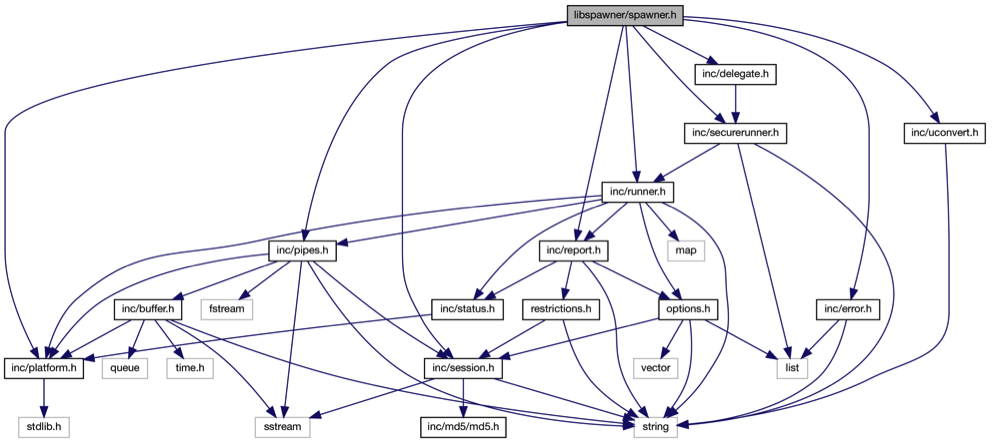 libspawner/spawner.h
inc/delegate.h
inc/securerunner.h
inc/uconvert.h
inc/runner.h
inc/pipes.h
inc/report.h
map
inc/buffer.h
fstream
inc/status.h
restrictions.h
options.h
inc/error.h
inc/platform.h
queue
time.h
inc/session.h
vector
list
stdlib.h
sstream
inc/md5/md5.h
string